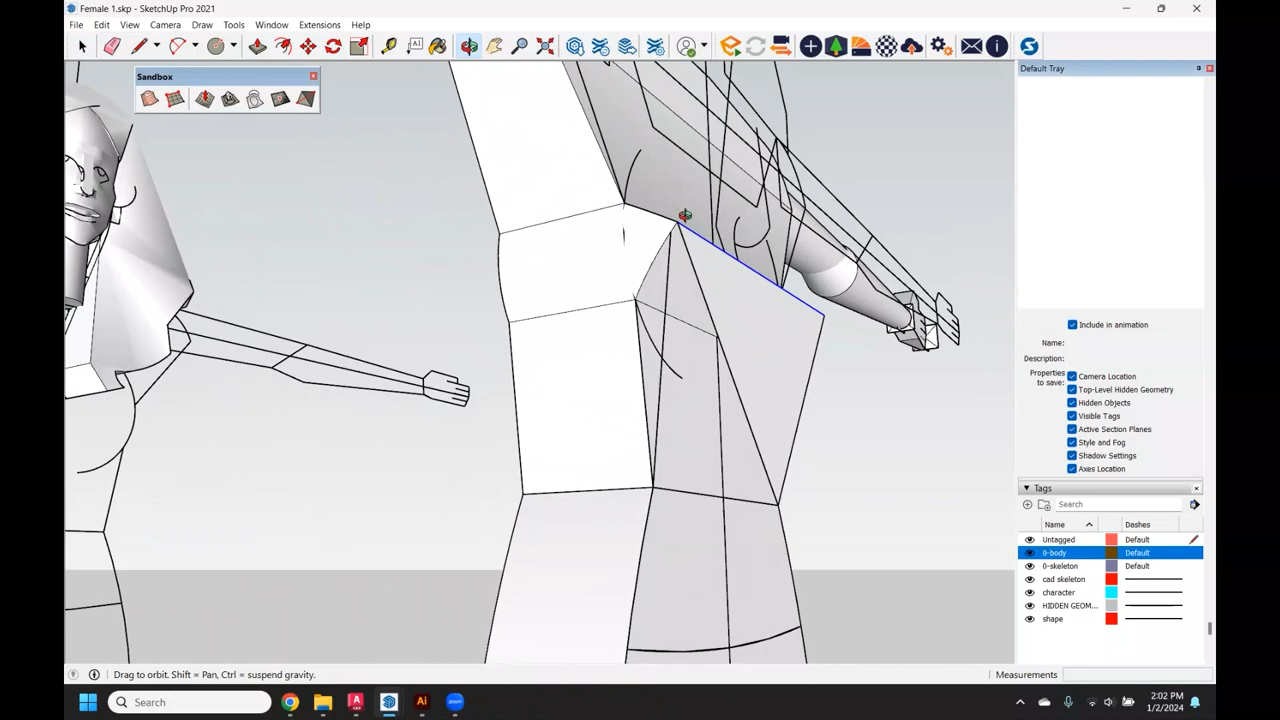 Female 1.skp - SketchUp Pro 2021
File Edit View Camera Draw Tools Window Extensions Help
Sandbox
Default Tray
Include in animation
Name:
Description:
Properties to save:
Camera Location
Top-Level Hidden Geometry
Hidden Objects
Visible Tags
Active Section Planes
Style and Fog
Shadow Settings
Axes Location
Tags
Search
Name Dashes
Untagged Default
0-body Default
0-skeleton Default
cad skeleton
character
HIDDEN GEOM...
shape
Drag to orbit. Shift = Pan, Ctrl = suspend gravity.
Measurements
Search
zoom
2:02 PM
1/2/2024